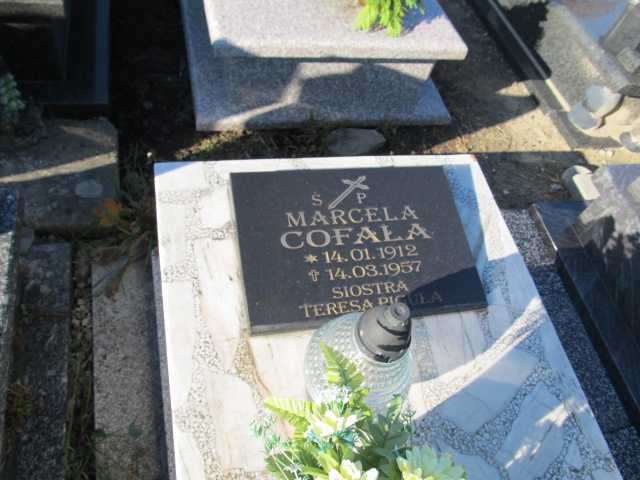 Ś P
MARCELA
COFAŁA
* 14.01.1912
✝ 14.03.1957
SIOSTRA
TERESA PIGUŁA